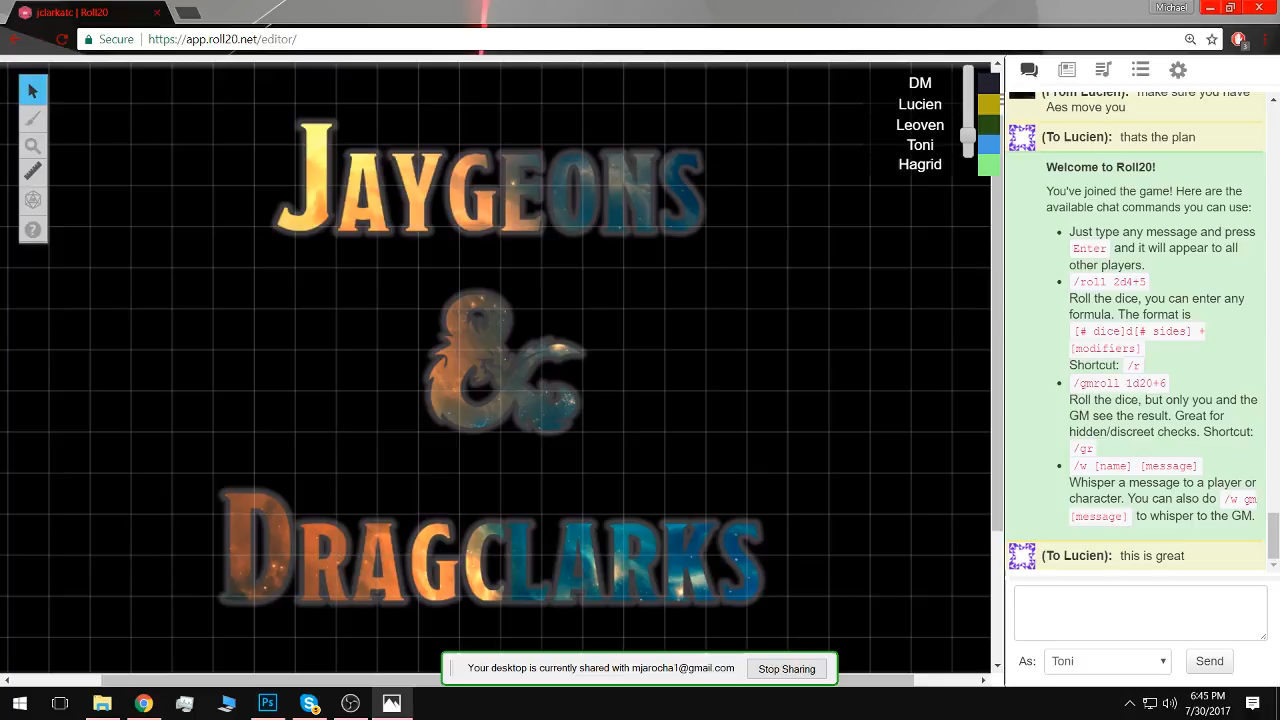 jclarkatc | Roll20
Michael
Secure
https://app.roll20.net/editor/
JAYGEONS
&
DRAGCLARKS
DM
Lucien
Leoven
Toni
Hagrid
(From Lucien): make sure you have
Aes move you
(To Lucien): thats the plan
Welcome to Roll20!
You've joined the game! Here are the
available chat commands you can use:
Just type any message and press
Enter and it will appear to all
other players.
/roll 2d4+5
Roll the dice, you can enter any
formula. The format is
[# dice]d[# sides] +
[modifiers]
Shortcut: /r
/gmroll 1d20+6
Roll the dice, but only you and the
GM see the result. Great for
hidden/discreet checks. Shortcut:
/gr
/w [name] [message]
Whisper a message to a player or
character. You can also do /w gm
[message] to whisper to the GM.
(To Lucien): this is great
As: Toni
Send
Your desktop is currently shared with mjarocha1@gmail.com
Stop Sharing
Ps
6:45 PM
7/30/2017